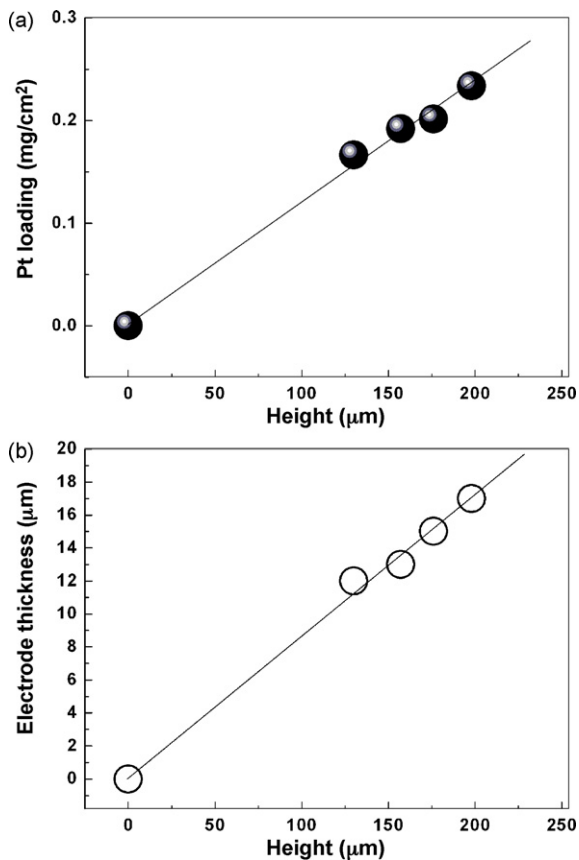 (a)
Pt loading (mg/cm²)
0.3
0.2
0.1
0.0
0 50 100 150 200 250
Height (μm)
(b)
Electrode thickness (μm)
20
18
16
14
12
10
8
6
4
2
0
0 50 100 150 200 250
Height (μm)